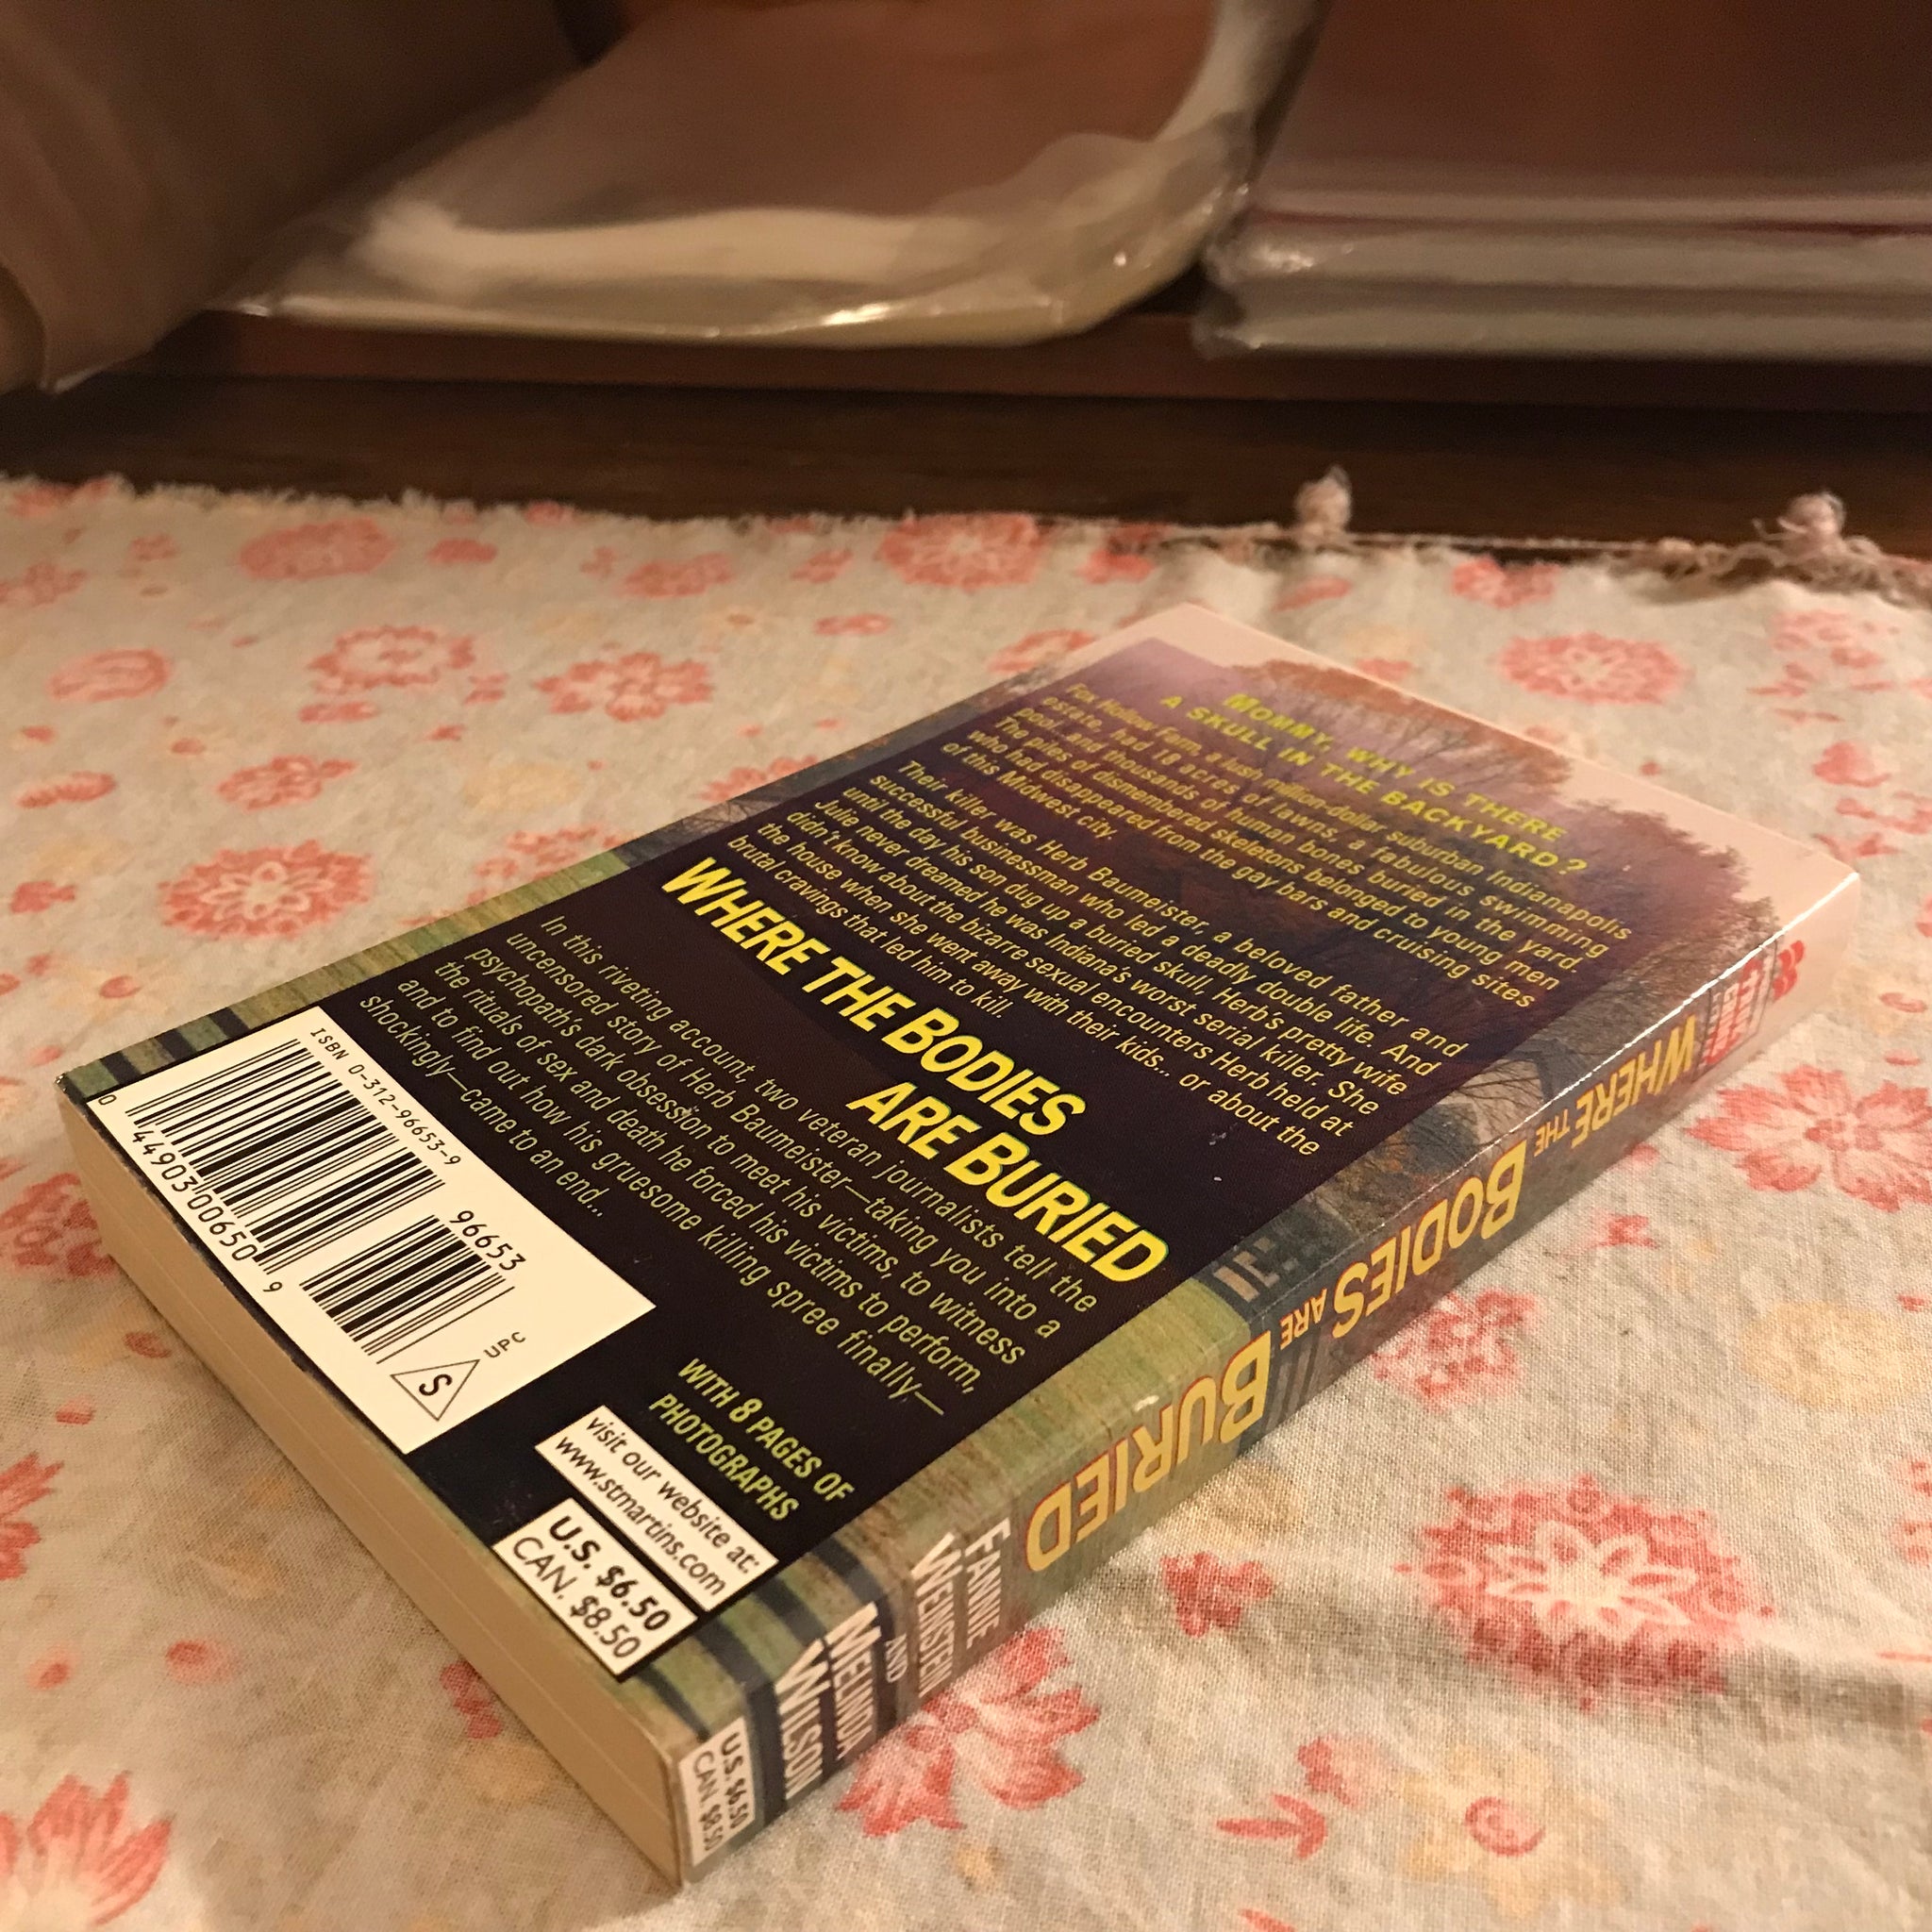 MOMMY, WHY IS THERE
A SKULL IN THE BACKYARD?
Fox Hollow Farm, a lush million-dollar suburban Indianapolis
estate, had 18 acres of lawns, a fabulous swimming
pool...and thousands of human bones buried in the yard.
The piles of dismembered skeletons belonged to young men
who had disappeared from the gay bars and cruising sites
of this Midwest city.
Their killer was Herb Baumeister, a beloved father and
successful businessman who led a deadly double life. And
until the day his son dug up a buried skull, Herb's pretty wife
Julie never dreamed he was Indiana's worst serial killer. She
didn't know about the bizarre sexual encounters Herb held at
the house when she went away with their kids... or about the
brutal cravings that led him to kill.
WHERE THE BODIES
ARE BURIED
In this riveting account, two veteran journalists tell the
uncensored story of Herb Baumeister—taking you into a
psychopath's dark obsession to meet his victims, to witness
the rituals of sex and death he forced his victims to perform,
and to find out how his gruesome killing spree finally—
shockingly—came to an end...
WITH 8 PAGES OF
PHOTOGRAPHS
visit our website at:
www.stmartins.com
U.S. $6.50
CAN. $8.50
ISBN 0-312-96653-9
96653
0 44903 00650 9
S
UPC
WHERE THE BODIES ARE BURIED
FANNIE
WEINSTEIN
AND
MELINDA
WILSON
U.S. $6.50
CAN. $8.50